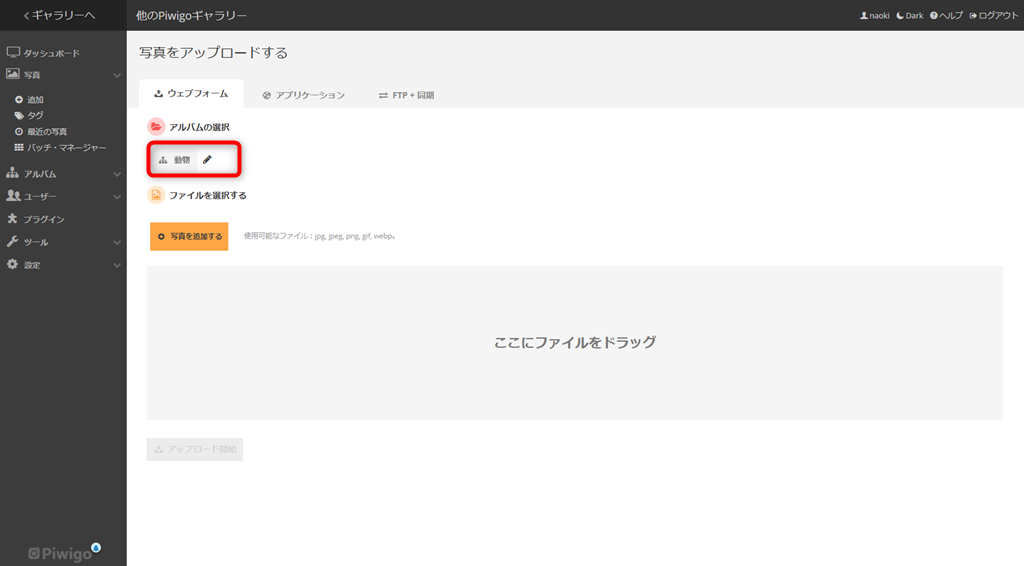 ギャラリーへ
他のPiwigoギャラリー
naoki Dark ヘルプ ログアウト
ダッシュボード
写真
追加
タグ
最近の写真
バッチ・マネージャー
アルバム
ユーザー
プラグイン
ツール
設定
Piwigo
写真をアップロードする
ウェブフォーム アプリケーション FTP + 同期
アルバムの選択
動物
ファイルを選択する
写真を追加する 使用可能なファイル：jpg, jpeg, png, gif, webp。
ここにファイルをドラッグ
アップロード開始